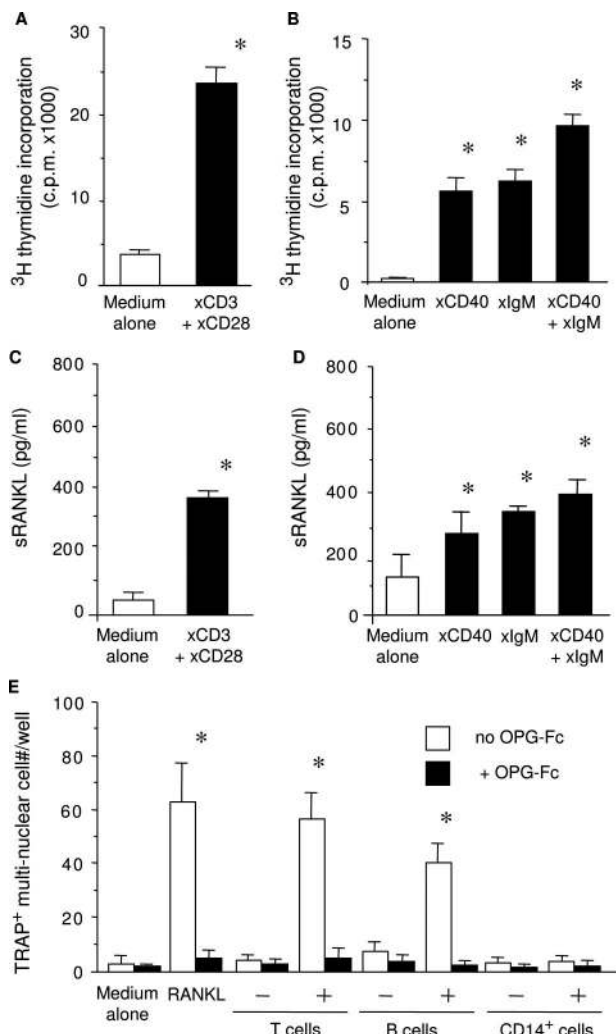 A
B
³H thymidine incorporation
(c.p.m. x1000)
30
20
10
0
*
Medium
alone
xCD3
+ xCD28
³H thymidine incorporation
(c.p.m. x1000)
15
10
5
0
*
*
*
Medium
alone
xCD40
xIgM
xCD40
+ xIgM
C
D
sRANKL (pg/ml)
800
600
400
200
0
*
Medium
alone
xCD3
+ xCD28
sRANKL (pg/ml)
800
600
400
200
0
*
*
*
Medium
alone
xCD40
xIgM
xCD40
+ xIgM
E
TRAP⁺ multi-nuclear cell#/well
100
80
60
40
20
0
*
*
*
no OPG-Fc
+ OPG-Fc
Medium
alone
RANKL
− + − + − +
T cells B cells CD14⁺ cells